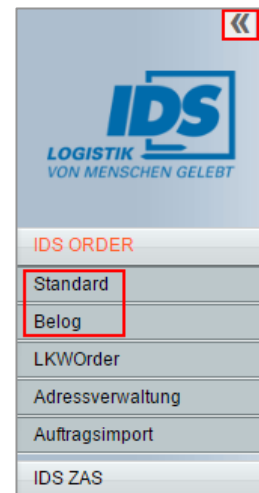 «
IDS
LOGISTIK
VON MENSCHEN GELEBT
IDS ORDER
Standard
Belog
LKWOrder
Adressverwaltung
Auftragsimport
IDS ZAS